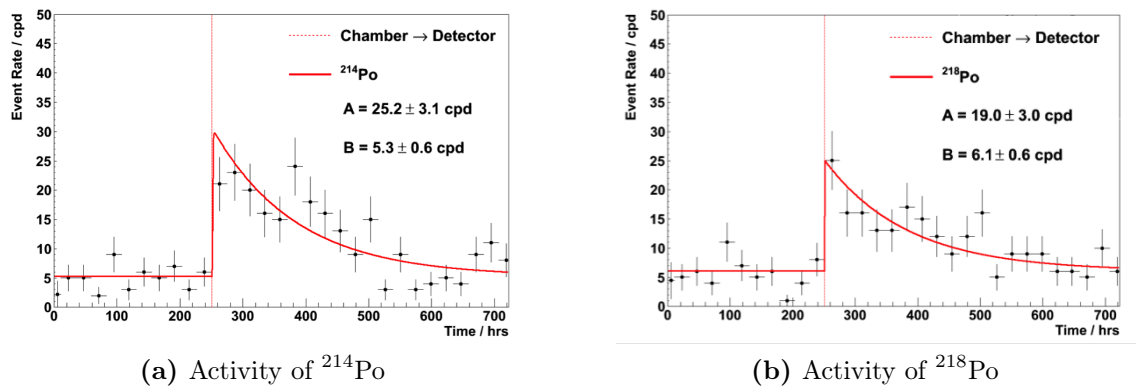 Event Rate / cpd
50
45
40
35
30
25
20
15
10
5
0
0 100 200 300 400 500 600 700
Time / hrs
Chamber → Detector
²¹⁴Po
A = 25.2 ± 3.1 cpd
B = 5.3 ± 0.6 cpd
(a) Activity of ²¹⁴Po
Event Rate / cpd
50
45
40
35
30
25
20
15
10
5
0
0 100 200 300 400 500 600 700
Time / hrs
Chamber → Detector
²¹⁸Po
A = 19.0 ± 3.0 cpd
B = 6.1 ± 0.6 cpd
(b) Activity of ²¹⁸Po